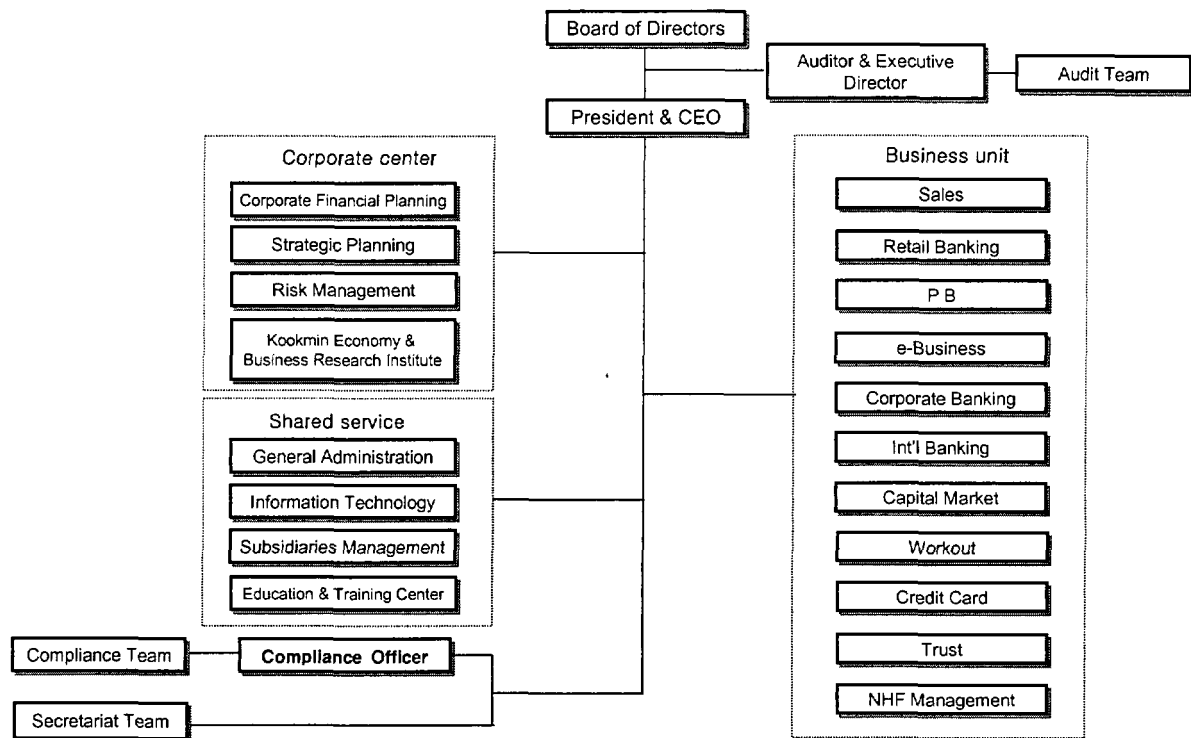 Board of Directors
Auditor & Executive
Director
Audit Team
President & CEO
Corporate center
Corporate Financial Planning
Strategic Planning
Risk Management
Kookmin Economy &
Business Research Institute
Shared service
General Administration
Information Technology
Subsidiaries Management
Education & Training Center
Compliance Team
Compliance Officer
Secretariat Team
Business unit
Sales
Retail Banking
P B
e-Business
Corporate Banking
Int'l Banking
Capital Market
Workout
Credit Card
Trust
NHF Management